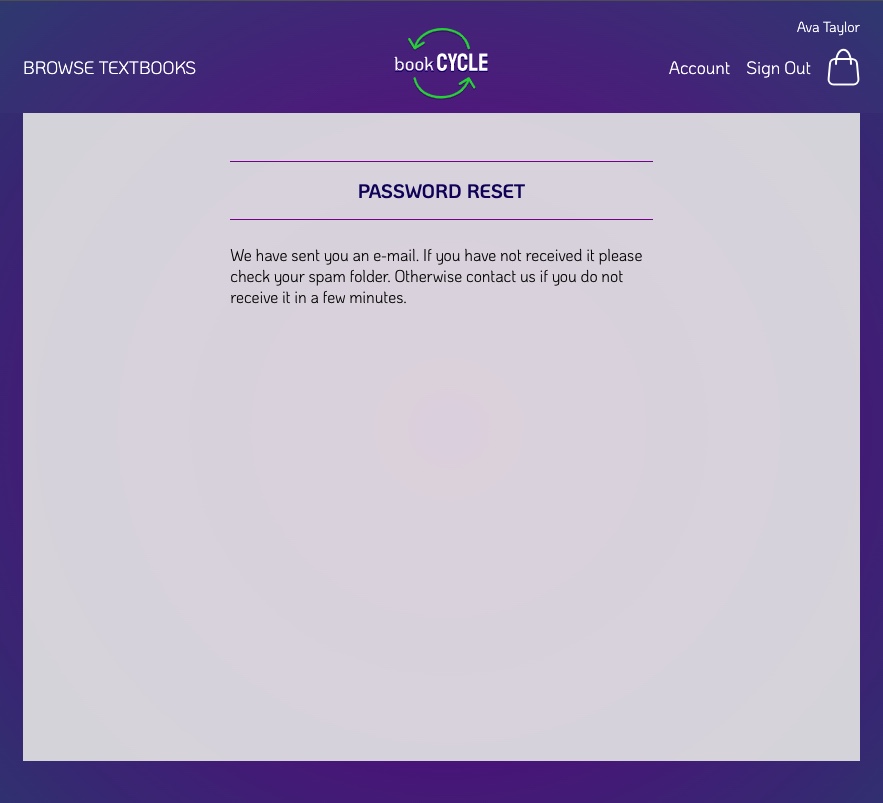 Ava Taylor
BROWSE TEXTBOOKS
book CYCLE
Account
Sign Out
PASSWORD RESET
We have sent you an e-mail. If you have not received it please
check your spam folder. Otherwise contact us if you do not
receive it in a few minutes.